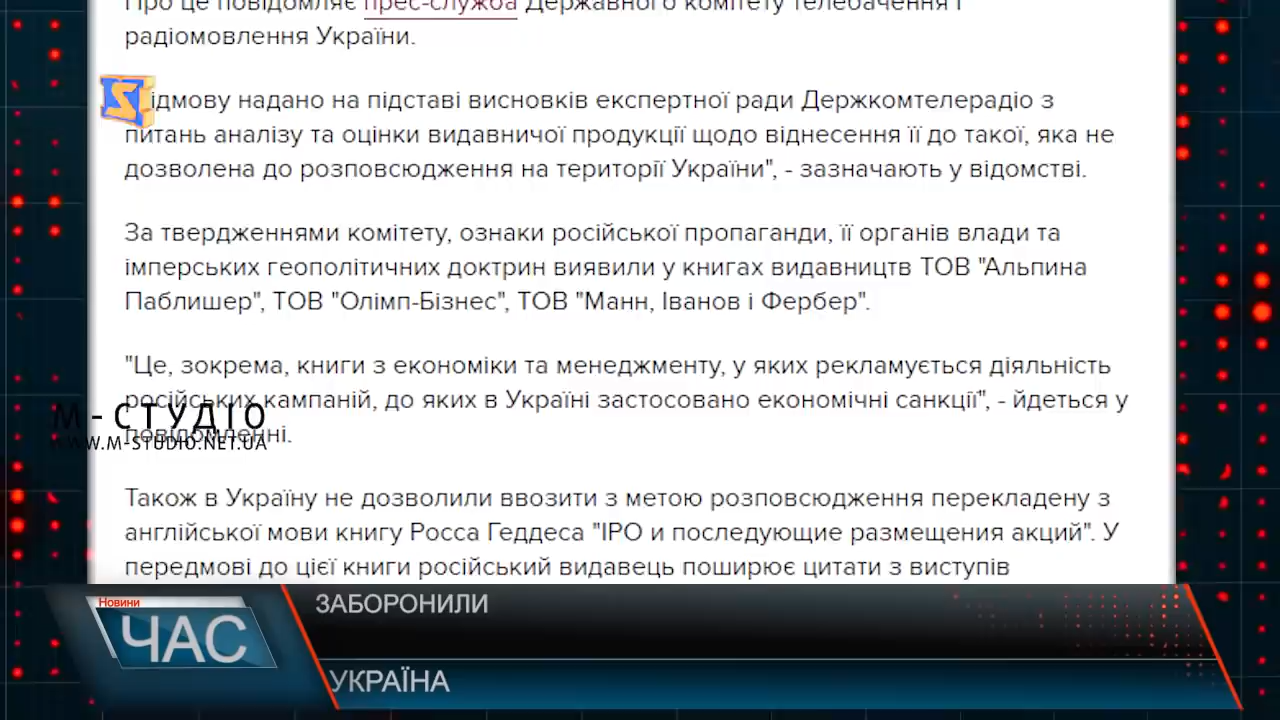 Про це повідомляє прес-служба Державного комітету телебачення і
радіомовлення України.
ідмову надано на підставі висновків експертної ради Держкомтелерадіо з
питань аналізу та оцінки видавничої продукції щодо віднесення її до такої, яка не
дозволена до розповсюдження на території України", - зазначають у відомстві.
За твердженнями комітету, ознаки російської пропаганди, її органів влади та
імперських геополітичних доктрин виявили у книгах видавництв ТОВ "Альпина
Паблишер", ТОВ "Олімп-Бізнес", ТОВ "Манн, Іванов і Фербер".
"Це, зокрема, книги з економіки та менеджменту, у яких рекламується діяльність
російських кампаній, до яких в Україні застосовано економічні санкції", - йдеться у
повідомленні.
М-СТУДІО
WWW.M-STUDIO.NET.UA
Також в Україну не дозволили ввозити з метою розповсюдження перекладену з
англійської мови книгу Росса Геддеса "IPO и последующие размещения акций". У
передмові до цієї книги російський видавець поширює цитати з виступів
Новини
ЧАС
ЗАБОРОНИЛИ
УКРАЇНА